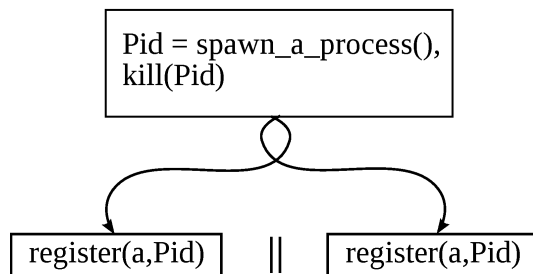 Pid = spawn_a_process(),
kill(Pid)
register(a,Pid) || register(a,Pid)